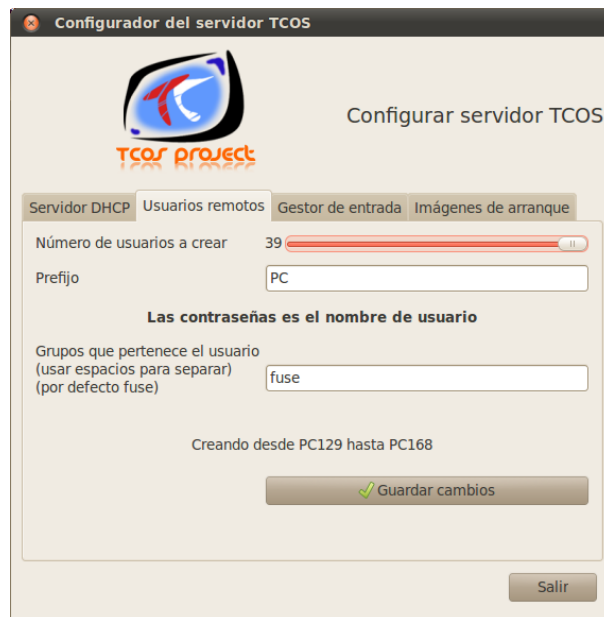 Configurador del servidor TCOS
TCOS PROJECT
Configurar servidor TCOS
Servidor DHCP Usuarios remotos Gestor de entrada Imágenes de arranque
Número de usuarios a crear 39
Prefijo PC
Las contraseñas es el nombre de usuario
Grupos que pertenece el usuario
(usar espacios para separar)
(por defecto fuse)
fuse
Creando desde PC129 hasta PC168
Guardar cambios
Salir